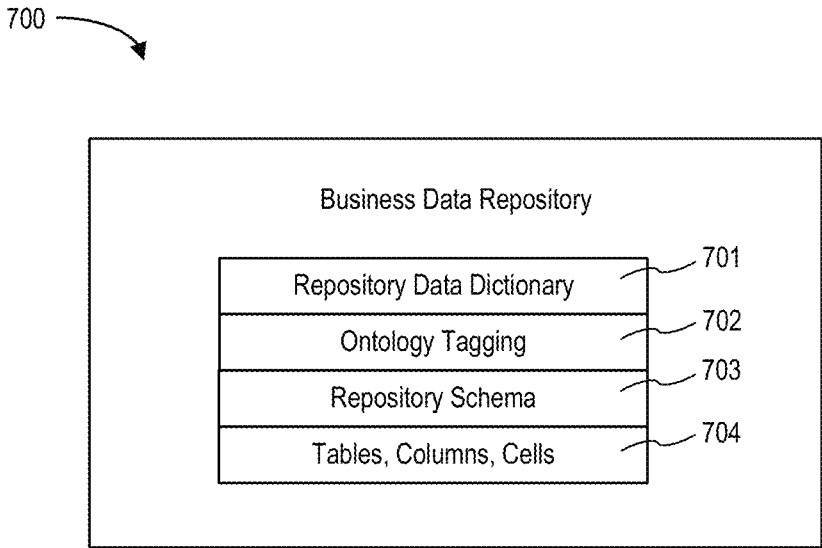 700
Business Data Repository
Repository Data Dictionary 701
Ontology Tagging 702
Repository Schema 703
Tables, Columns, Cells 704